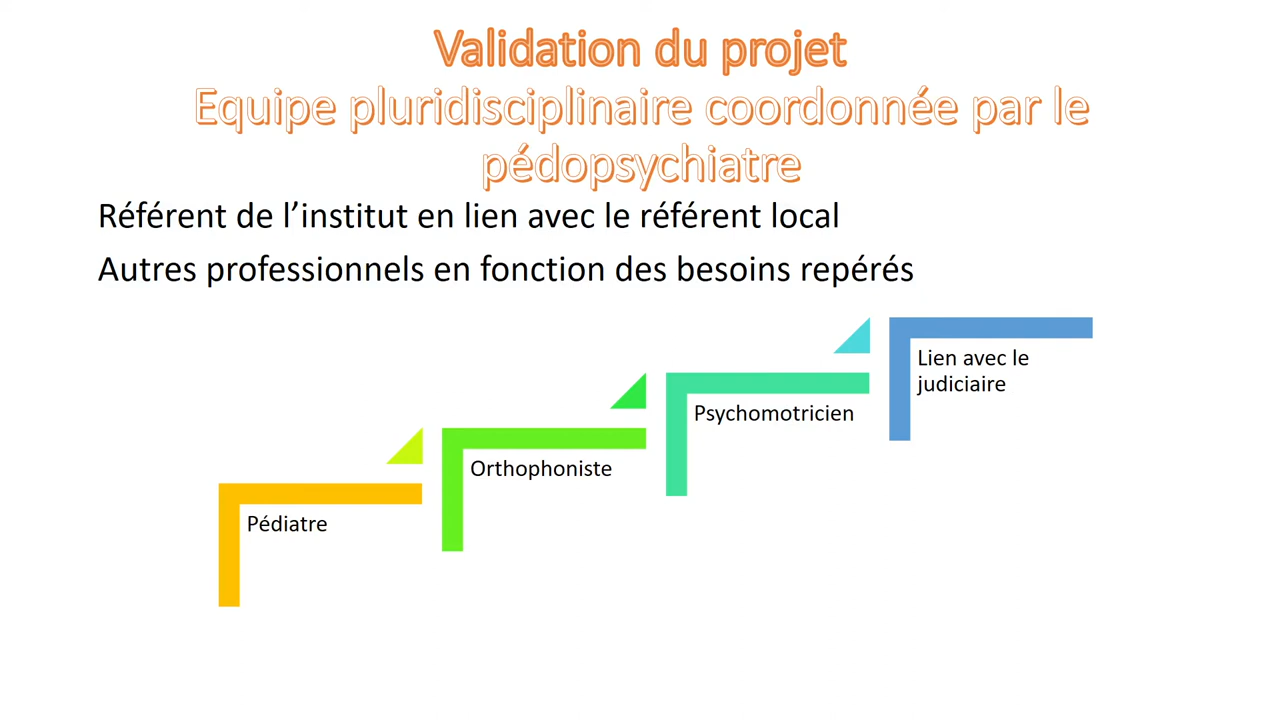 Validation du projet
Equipe pluridisciplinaire coordonnée par le
pédopsychiatre
Référent de l’institut en lien avec le référent local
Autres professionnels en fonction des besoins repérés
Pédiatre
Orthophoniste
Psychomotricien
Lien avec le
judiciaire